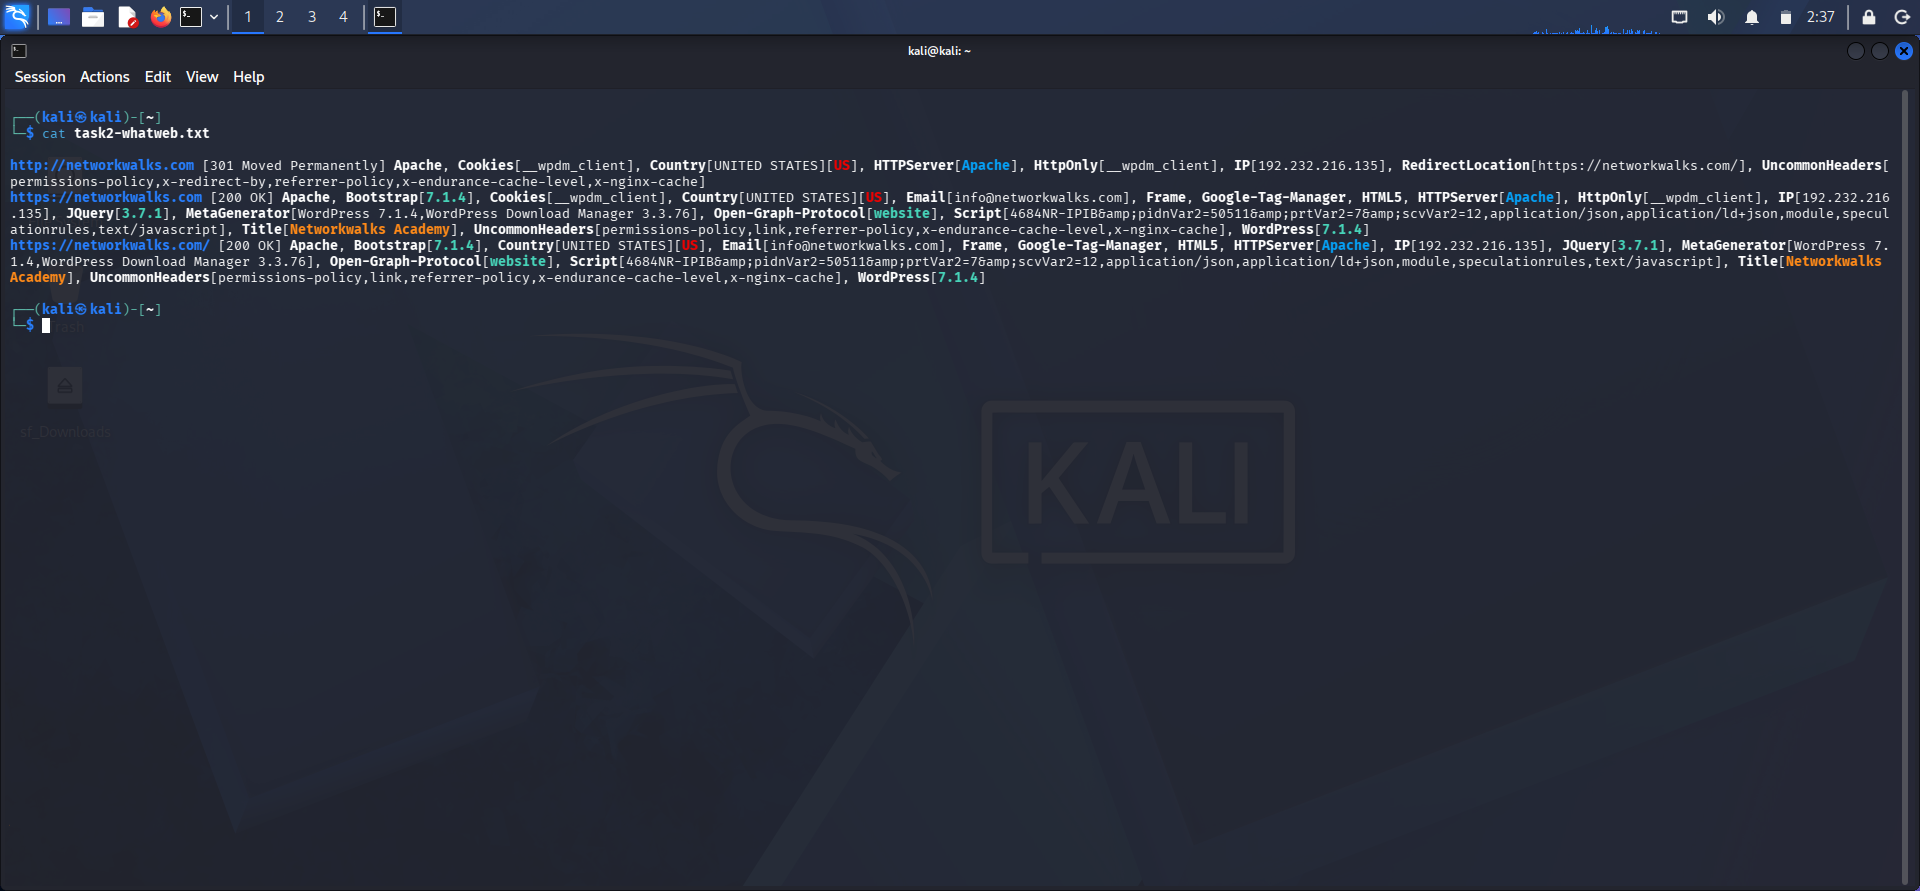 1 2 3 4 2:37
kali@kali: ~
Session Actions Edit View Help
┌──(kali㉿kali)-[~]
└─$ cat task2-whatweb.txt
http://networkwalks.com [301 Moved Permanently] Apache, Cookies[__wpdm_client], Country[UNITED STATES][US], HTTPServer[Apache], HttpOnly[__wpdm_client], IP[192.232.216.135], RedirectLocation[https://networkwalks.com/], UncommonHeaders[
permissions-policy,x-redirect-by,referrer-policy,x-endurance-cache-level,x-nginx-cache]
https://networkwalks.com [200 OK] Apache, Bootstrap[7.1.4], Cookies[__wpdm_client], Country[UNITED STATES][US], Email[info@networkwalks.com], Frame, Google-Tag-Manager, HTML5, HTTPServer[Apache], HttpOnly[__wpdm_client], IP[192.232.216
.135], JQuery[3.7.1], MetaGenerator[WordPress 7.1.4,WordPress Download Manager 3.3.76], Open-Graph-Protocol[website], Script[4684NR-IPIB&amp;pidnVar2=50511&amp;prtVar2=7&amp;scvVar2=12,application/json,application/ld+json,module,specul
ationrules,text/javascript], Title[Networkwalks Academy], UncommonHeaders[permissions-policy,link,referrer-policy,x-endurance-cache-level,x-nginx-cache], WordPress[7.1.4]
https://networkwalks.com/ [200 OK] Apache, Bootstrap[7.1.4], Country[UNITED STATES][US], Email[info@networkwalks.com], Frame, Google-Tag-Manager, HTML5, HTTPServer[Apache], IP[192.232.216.135], JQuery[3.7.1], MetaGenerator[WordPress 7.
1.4,WordPress Download Manager 3.3.76], Open-Graph-Protocol[website], Script[4684NR-IPIB&amp;pidnVar2=50511&amp;prtVar2=7&amp;scvVar2=12,application/json,application/ld+json,module,speculationrules,text/javascript], Title[Networkwalks
Academy], UncommonHeaders[permissions-policy,link,referrer-policy,x-endurance-cache-level,x-nginx-cache], WordPress[7.1.4]
┌──(kali㉿kali)-[~]
└─$
sf_Downloads
KALI